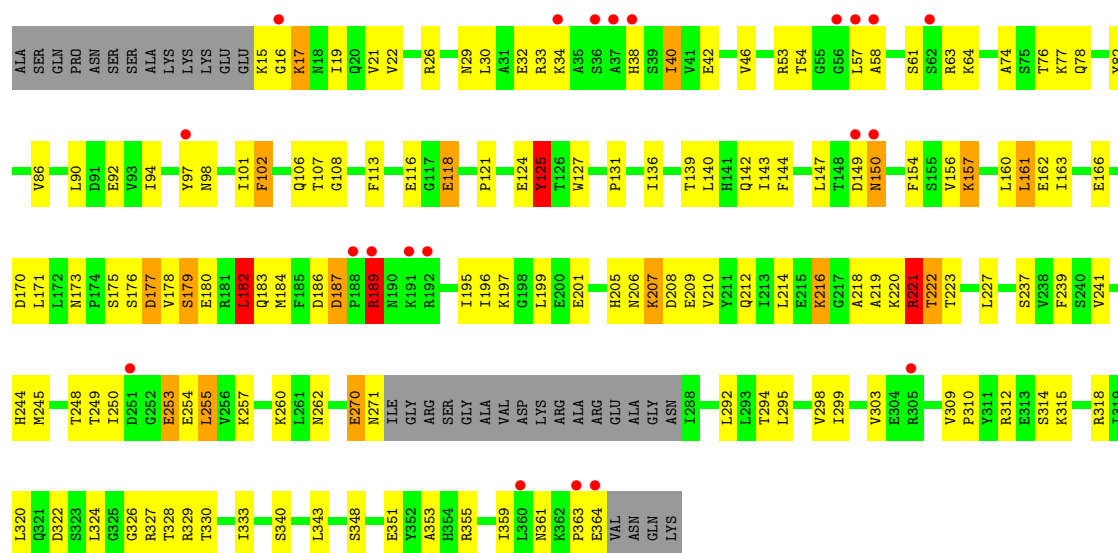 ALA SER GLN PRO ASN SER SER ALA LYS LYS LYS GLU GLU K15 G16 K17 N18 I19 Q20 V21 V22 R26 N29 L30 A31 E32 R33 K34 A35 S36 A37 H38 S39 I40 V41 E42 V46 R53 T54 G55 G56 L57 A58 S61 S62 R63 K64 A74 S75 T76 K77 Q78
V86 L90 D91 E92 V93 I94 Y97 N98 I101 F102 Q106 T107 G108 F113 E116 G117 E118 P121 E124 Y125 T126 W127 P131 I136 T139 L140 H141 Q142 I143 F144 L147 T148 D149 N150 F154 S155 V156 K157 L160 L161 E162 I163 E166
D170 L171 L172 N173 P174 S175 S176 D177 V178 S179 E180 R181 L182 Q183 M184 F185 D186 D187 P188 R189 N190 K191 R192 I195 I196 K197 G198 L199 E200 E201 H205 N206 K207 D208 E209 V210 Y211 Q212 I213 L214 E215 K216 G217 A218 A219 K220 R221 T222 T223 L227 S237 V238 F239 S240 V241
H244 M245 T248 T249 I250 D251 G252 E253 E254 L255 V256 K257 K260 L261 N262 E270 N271 ILE GLY ARG SER GLY ALA VAL ASP LYS ARG ALA ARG GLU ALA GLY ASN I288 L292 L293 T294 L295 V298 I299 V303 E304 R305 V309 P310 Y311 R312 E313 S314 K315 R318
L320 Q321 D322 S323 L324 G325 G326 R327 T328 R329 T330 I333 S340 L343 S348 E351 Y352 A353 H354 R355 I359 L360 N361 K362 P363 E364 VAL ASN GLN LYS